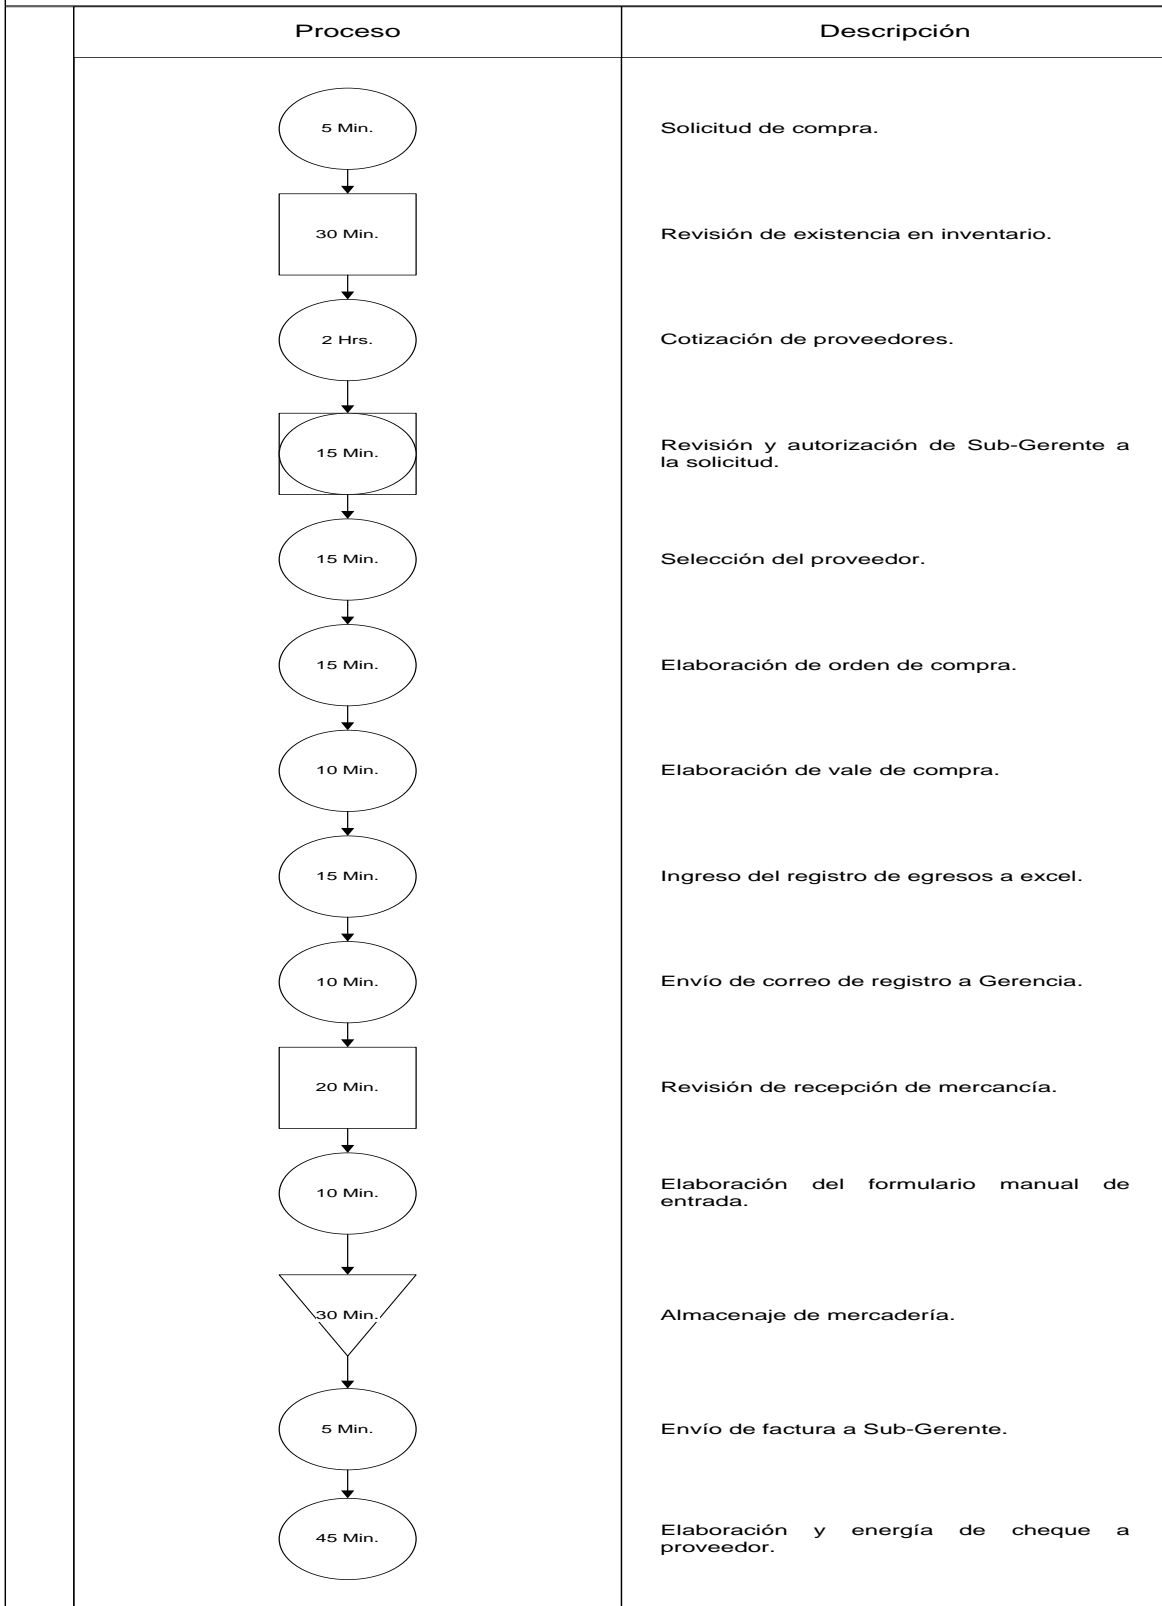 Proceso
Descripción
5 Min.
Solicitud de compra.
30 Min.
Revisión de existencia en inventario.
2 Hrs.
Cotización de proveedores.
15 Min.
Revisión y autorización de Sub-Gerente a
la solicitud.
15 Min.
Selección del proveedor.
15 Min.
Elaboración de orden de compra.
10 Min.
Elaboración de vale de compra.
15 Min.
Ingreso del registro de egresos a excel.
10 Min.
Envío de correo de registro a Gerencia.
20 Min.
Revisión de recepción de mercancía.
10 Min.
Elaboración del formulario manual de
entrada.
30 Min.
Almacenaje de mercadería.
5 Min.
Envío de factura a Sub-Gerente.
45 Min.
Elaboración y energía de cheque a
proveedor.